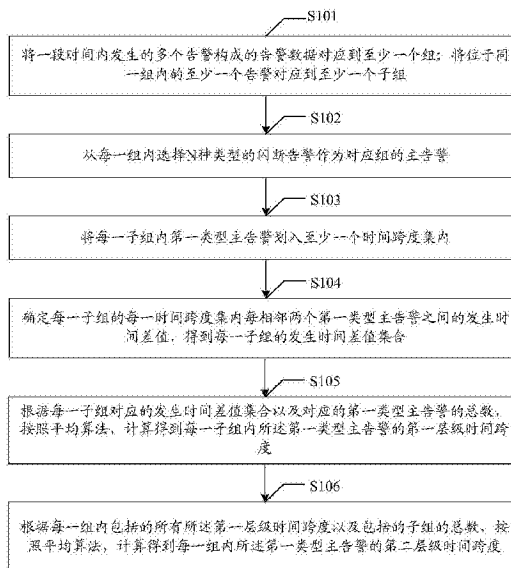 S101
将一段时间内发生的多个告警构成的告警数据对应到至少一个组；将位于同
一组内的至少一个告警对应到至少一个子组
S102
从每一组内选择N种类型的闪断告警作为对应组的主告警
S103
将每一子组内第一类型主告警划入至少一个时间跨度集内
S104
确定每一子组的每一时间跨度集内每相邻两个第一类型主告警之间的发生时
间差值，得到每一子组的发生时间差值集合
S105
根据每一子组对应的发生时间差值集合以及对应的第一类型主告警的总数，
按照平均算法，计算得到每一子组内所述第一类型主告警的第一层级时间跨
度
S106
根据每一组内包括的所有所述第一层级时间跨度以及包括的子组的总数，按
照平均算法，计算得到每一组内所述第一类型主告警的第二层级时间跨度